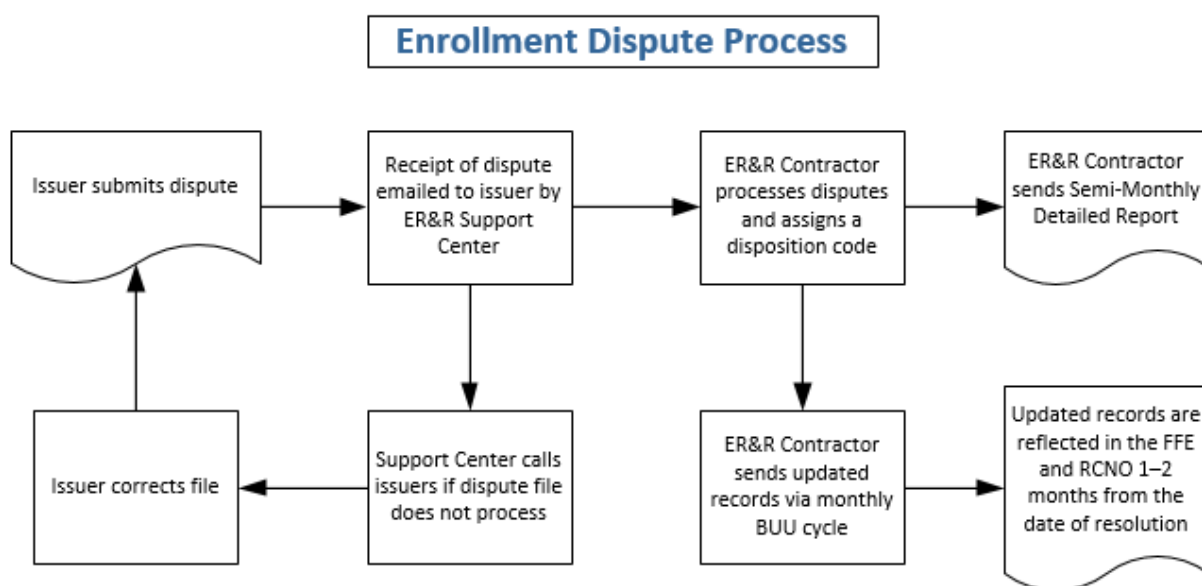 Enrollment Dispute Process
Issuer submits dispute
Receipt of dispute
emailed to issuer by
ER&R Support
Center
ER&R Contractor
processes disputes
and assigns a
disposition code
ER&R Contractor
sends Semi-Monthly
Detailed Report
Issuer corrects file
Support Center calls
issuers if dispute file
does not process
ER&R Contractor
sends updated
records via monthly
BUU cycle
Updated records are
reflected in the FFE
and RCNO 1–2
months from the
date of resolution